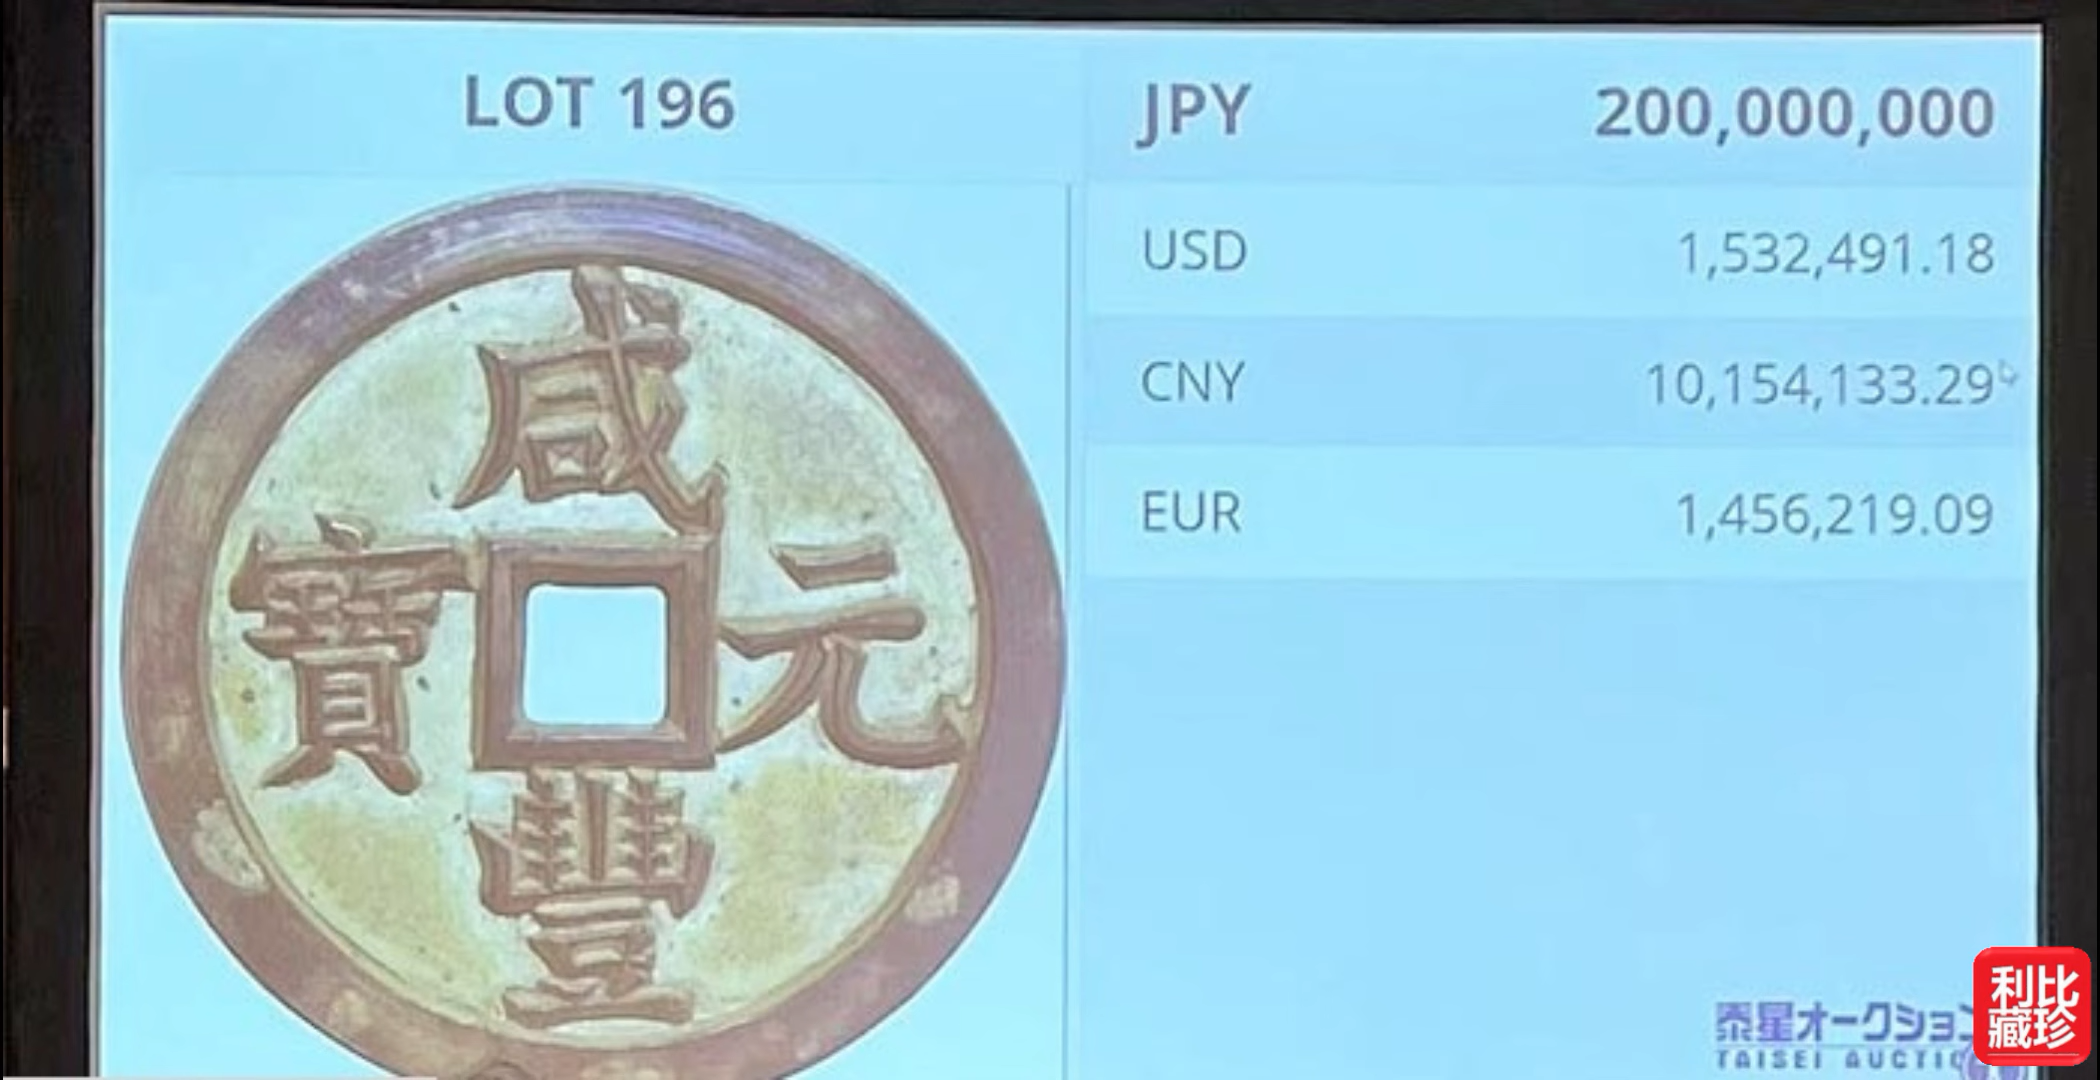 LOT 196
JPY 200,000,000
USD 1,532,491.18
CNY 10,154,133.29
EUR 1,456,219.09
咸
寶 元
豐
泰星オークション
TAISEI AUCTIO
利比
藏珍